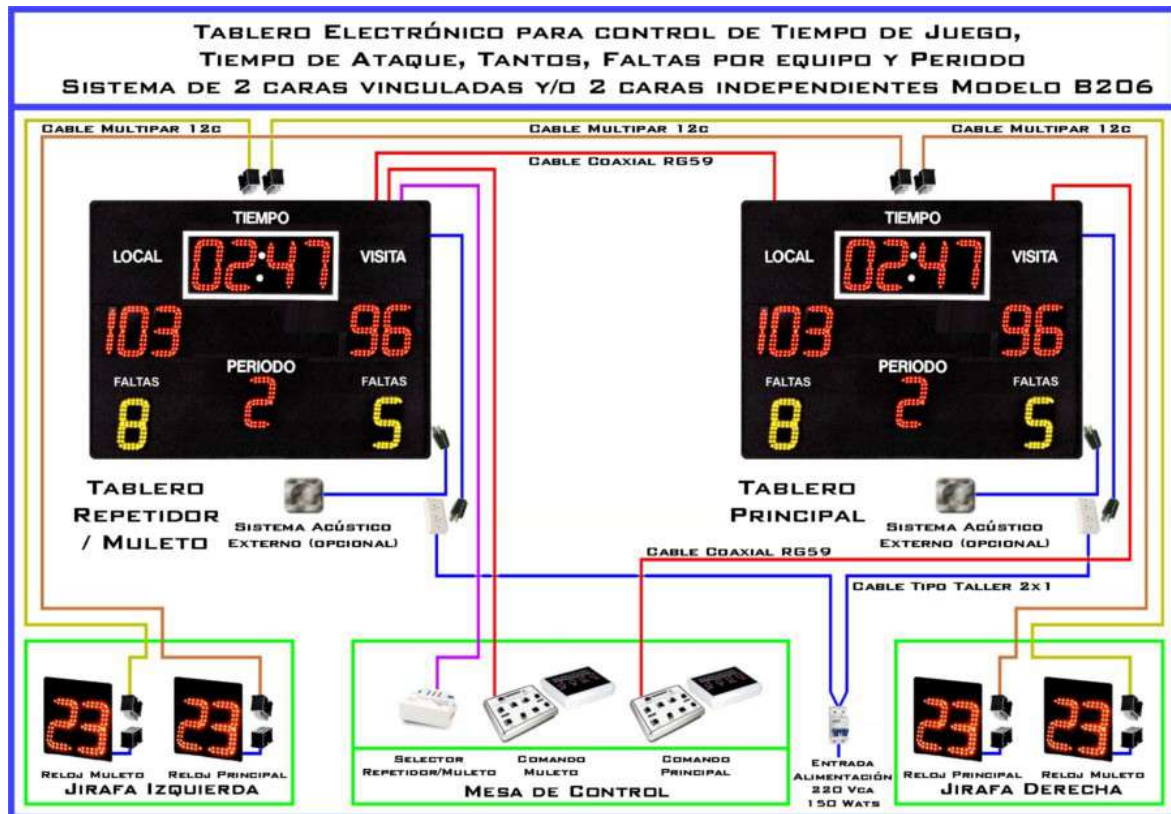 Tablero Electrónico para control de Tiempo de Juego,
Tiempo de Ataque, Tantos, Faltas por equipo y Periodo
Sistema de 2 caras vinculadas y/o 2 caras independientes Modelo B206
Cable Multipar 12c
Cable Multipar 12c
Cable Multipar 12c
Cable Coaxial RG59
TIEMPO
LOCAL
02:47
VISITA
103
96
PERIODO
FALTAS
2
FALTAS
8
5
TIEMPO
LOCAL
02:47
VISITA
103
96
PERIODO
FALTAS
2
FALTAS
8
5
Tablero
Repetidor
/ Muleto
Sistema Acústico
Externo (opcional)
Tablero
Principal
Sistema Acústico
Externo (opcional)
Cable Coaxial RG59
Cable Tipo Taller 2x1
23
23
Reloj Muleto
Reloj Principal
Jirafa Izquierda
Selector
Repetidor/Muleto
Comando
Muleto
Comando
Principal
Mesa de Control
Entrada
Alimentación
220 Vca
150 Wats
23
23
Reloj Principal
Reloj Muleto
Jirafa Derecha